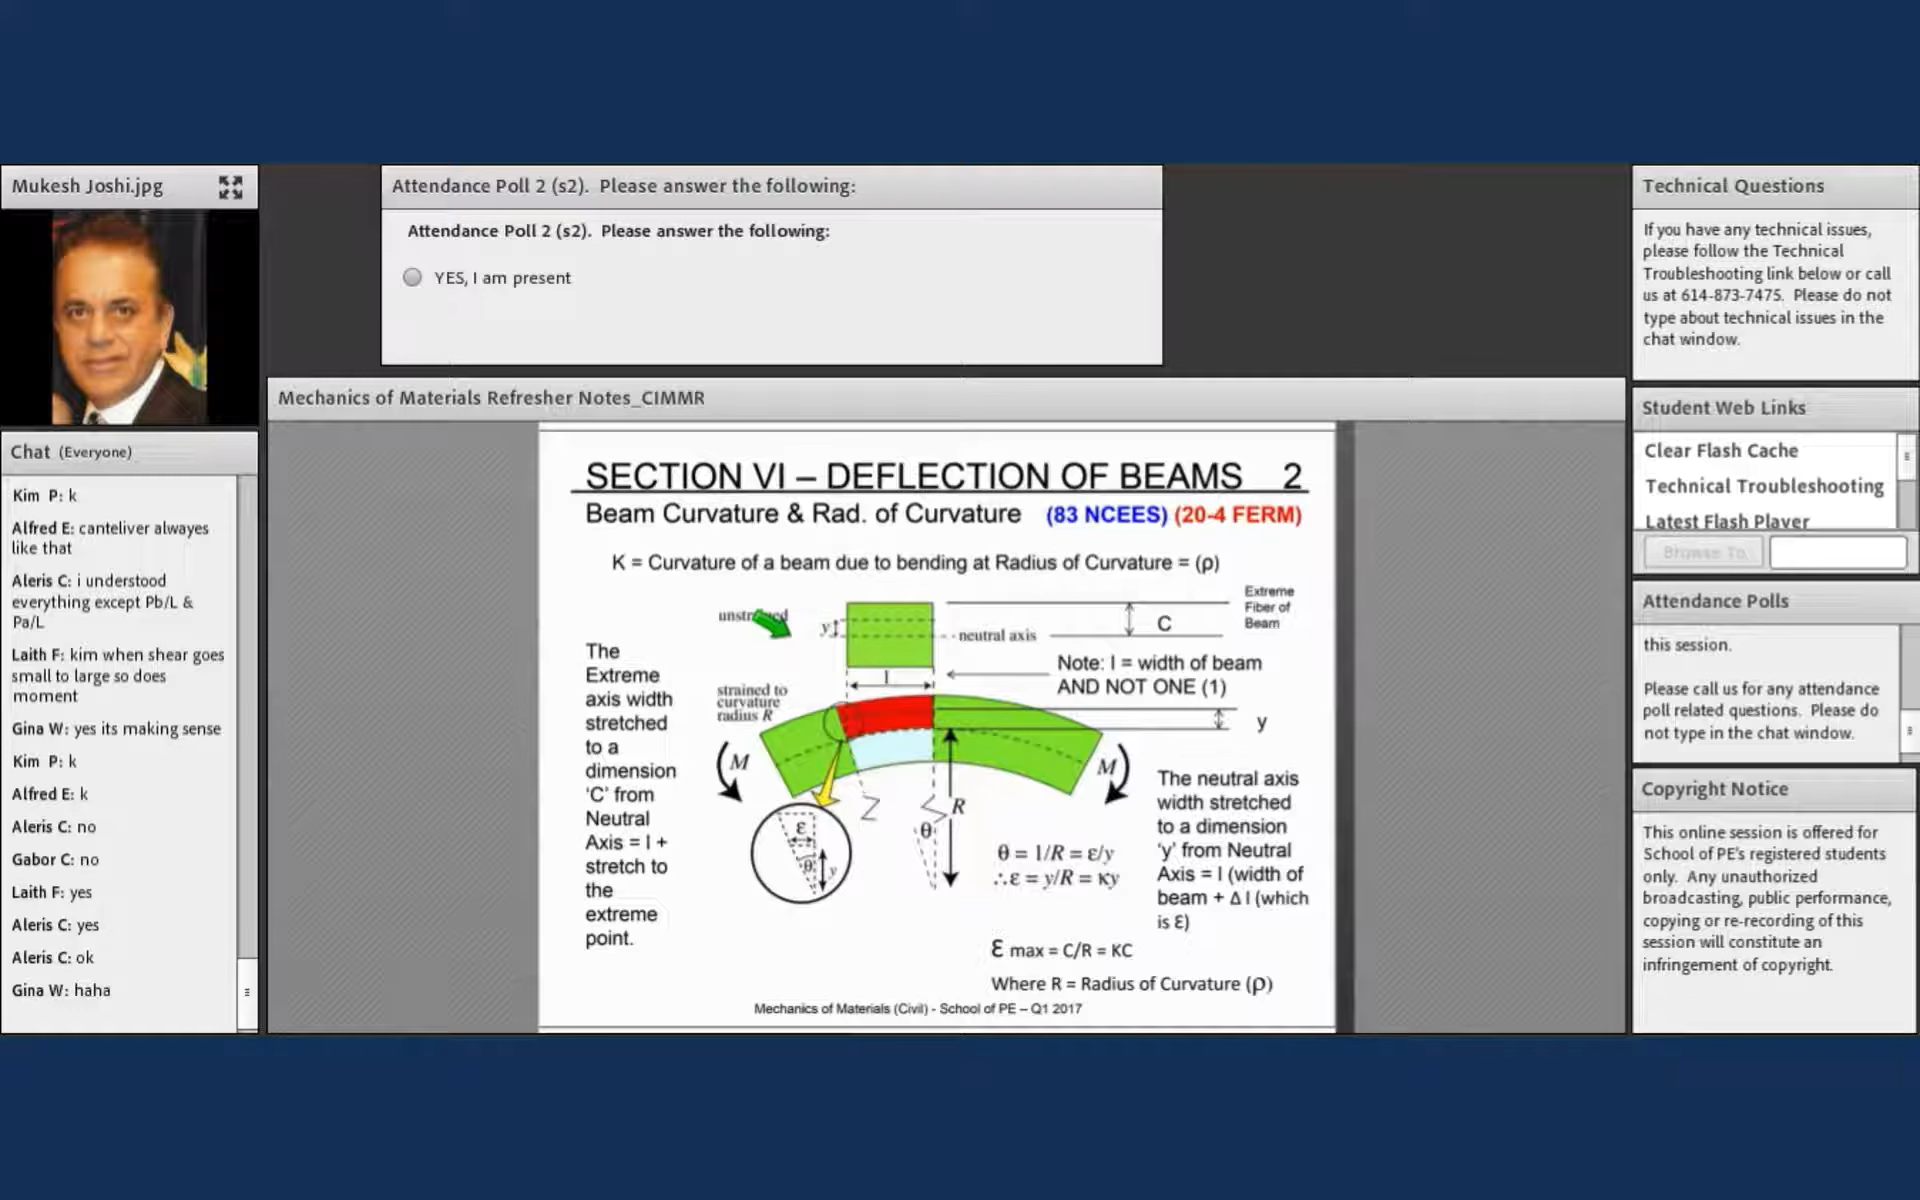 Mukesh Joshi.jpg
Attendance Poll 2 (s2). Please answer the following:
Attendance Poll 2 (s2). Please answer the following:
YES, I am present
Technical Questions
If you have any technical issues,
please follow the Technical
Troubleshooting link below or call
us at 614-873-7475. Please do not
type about technical issues in the
chat window.
Student Web Links
Clear Flash Cache
Technical Troubleshooting
Latest Flash Player
Browse To
Attendance Polls
this session.
Please call us for any attendance
poll related questions. Please do
not type in the chat window.
Copyright Notice
This online session is offered for
School of PE's registered students
only. Any unauthorized
broadcasting, public performance,
copying or re-recording of this
session will constitute an
infringement of copyright.
Chat (Everyone)
Kim P: k
Alfred E: canteliver alwayes
like that
Aleris C: i understood
everything except Pb/L &
Pa/L
Laith F: kim when shear goes
small to large so does
moment
Gina W: yes its making sense
Kim P: k
Alfred E: k
Aleris C: no
Gabor C: no
Laith F: yes
Aleris C: yes
Aleris C: ok
Gina W: haha
Mechanics of Materials Refresher Notes_CIMMR
SECTION VI – DEFLECTION OF BEAMS 2
Beam Curvature & Rad. of Curvature (83 NCEES) (20-4 FERM)
K = Curvature of a beam due to bending at Radius of Curvature = (ρ)
y
neutral axis
C
Extreme
Fiber of
Beam
l
Note: l = width of beam
AND NOT ONE (1)
strained to
curvature
radius R
y
M
M
R
θ
ε
θ
y
The
Extreme
axis width
stretched
to a
dimension
'C' from
Neutral
Axis = l +
stretch to
the
extreme
point.
θ = 1/R = ε/y
∴ε = y/R = κy
The neutral axis
width stretched
to a dimension
'y' from Neutral
Axis = l (width of
beam + Δ l (which
is Ɛ)
Ɛ max = C/R = KC
Where R = Radius of Curvature (ρ)
Mechanics of Materials (Civil) - School of PE – Q1 2017